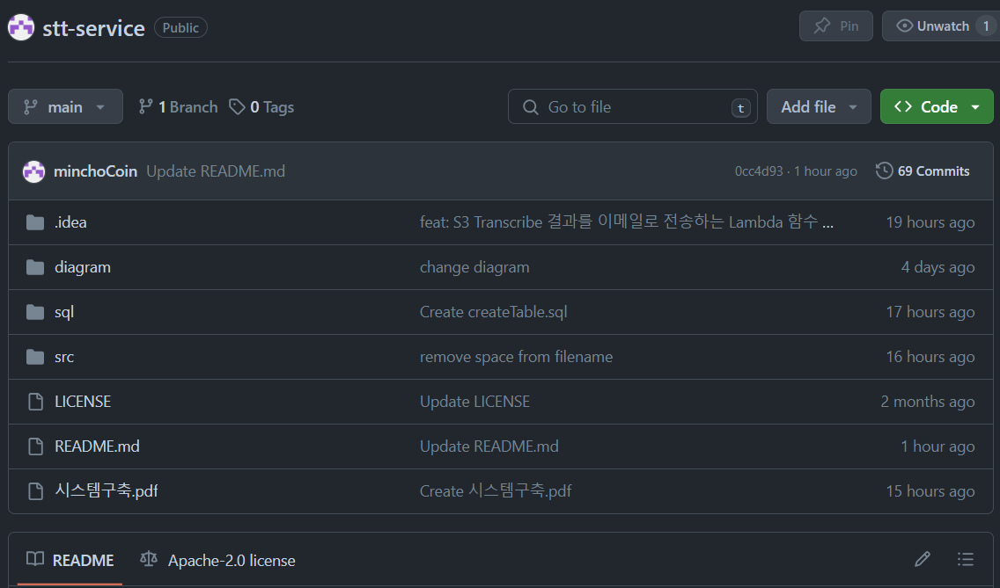 stt-service Public Pin Unwatch 1
main 1 Branch 0 Tags Go to file t Add file Code
minchoCoin Update README.md 0cc4d93 · 1 hour ago 69 Commits
.idea feat: S3 Transcribe 결과를 이메일로 전송하는 Lambda 함수 ... 19 hours ago
diagram change diagram 4 days ago
sql Create createTable.sql 17 hours ago
src remove space from filename 16 hours ago
LICENSE Update LICENSE 2 months ago
README.md Update README.md 1 hour ago
시스템구축.pdf Create 시스템구축.pdf 15 hours ago
README Apache-2.0 license